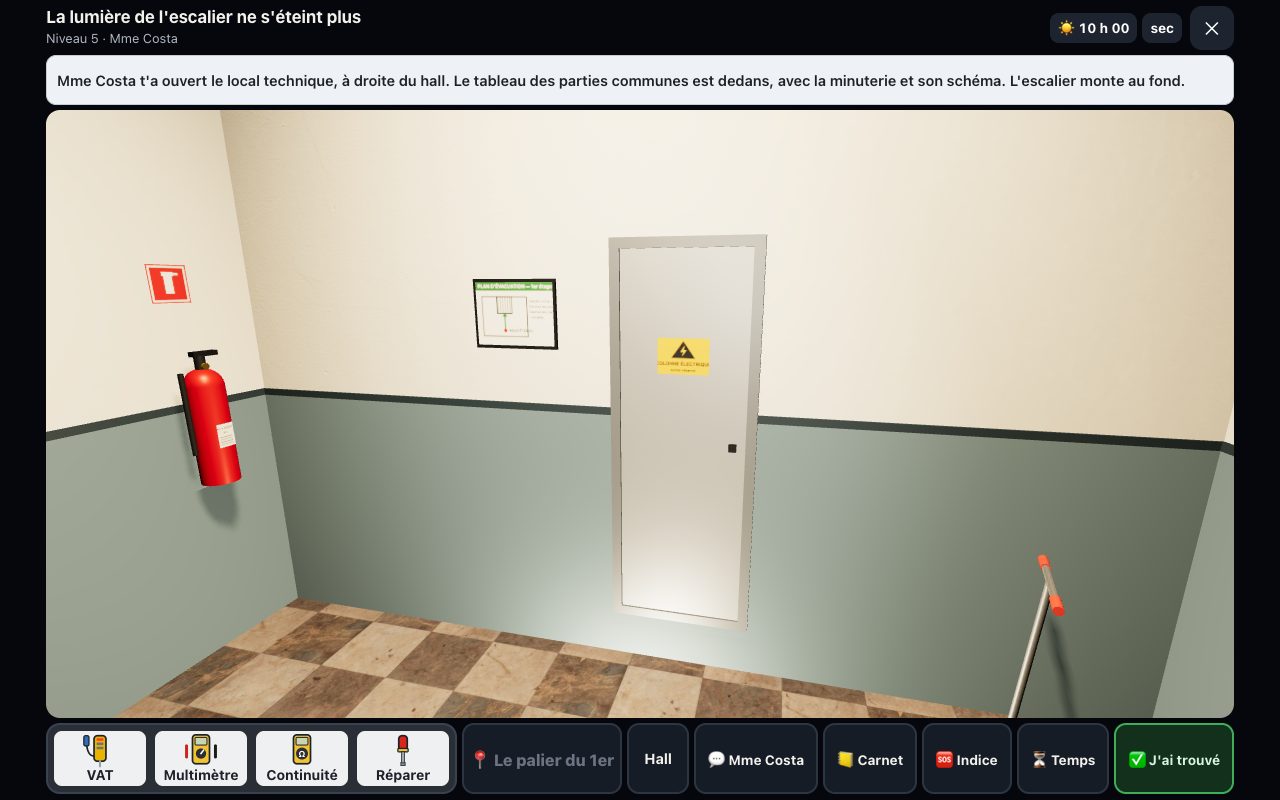 La lumière de l'escalier ne s'éteint plus
Niveau 5 · Mme Costa
10 h 00
sec
Mme Costa t'a ouvert le local technique, à droite du hall. Le tableau des parties communes est dedans, avec la minuterie et son schéma. L'escalier monte au fond.
PLAN D'ÉVACUATION — 1er étage
COLONNE ÉLECTRIQUE
VAT
Multimètre
Continuité
Réparer
Le palier du 1er
Hall
Mme Costa
Carnet
SOS
Indice
Temps
J'ai trouvé